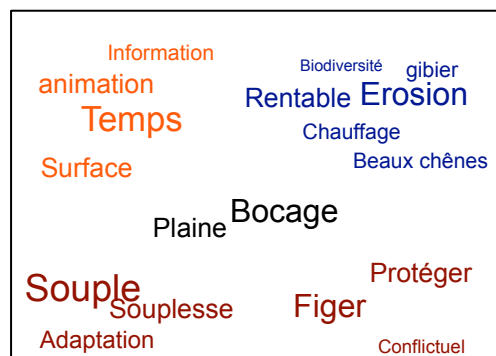 Information
animation
Temps
Surface
Biodiversité
gibier
Rentable
Erosion
Chauffage
Beaux chênes
Bocage
Plaine
Souple
Souplesse
Adaptation
Protéger
Figer
Conflictuel